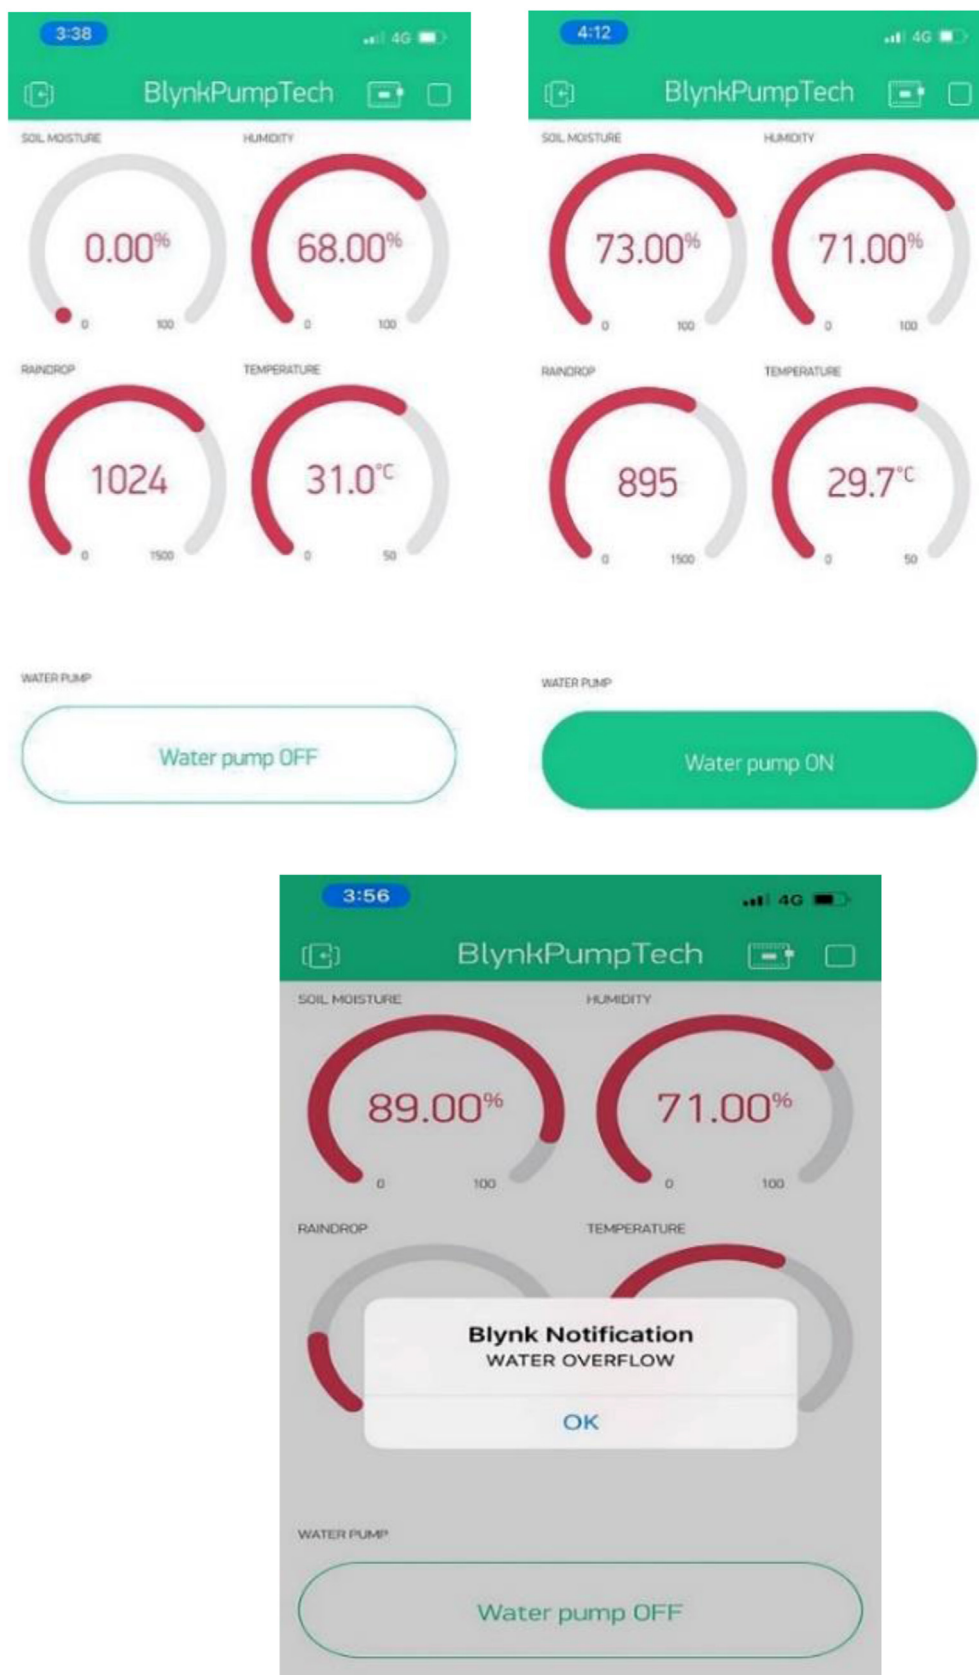 3:38
4G
BlynkPumpTech
SOIL MOISTURE
HUMIDITY
0.00%
68.00%
0 100
0 100
RAINDROP
TEMPERATURE
1024
31.0°C
0 1500
0 50
WATER PUMP
Water pump OFF
4:12
4G
BlynkPumpTech
SOIL MOISTURE
HUMIDITY
73.00%
71.00%
0 100
0 100
RAINDROP
TEMPERATURE
895
29.7°C
0 1500
0 50
WATER PUMP
Water pump ON
3:56
4G
BlynkPumpTech
SOIL MOISTURE
HUMIDITY
89.00%
71.00%
0 100
0 100
RAINDROP
TEMPERATURE
Blynk Notification
WATER OVERFLOW
OK
WATER PUMP
Water pump OFF